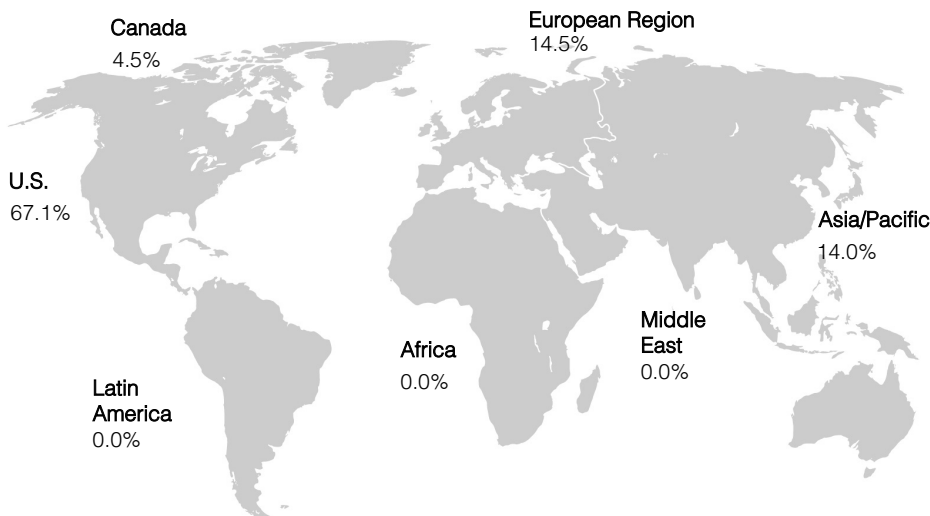 Canada
4.5%
European Region
14.5%
U.S.
67.1%
Asia/Pacific
14.0%
Middle
East
0.0%
Africa
0.0%
Latin
America
0.0%